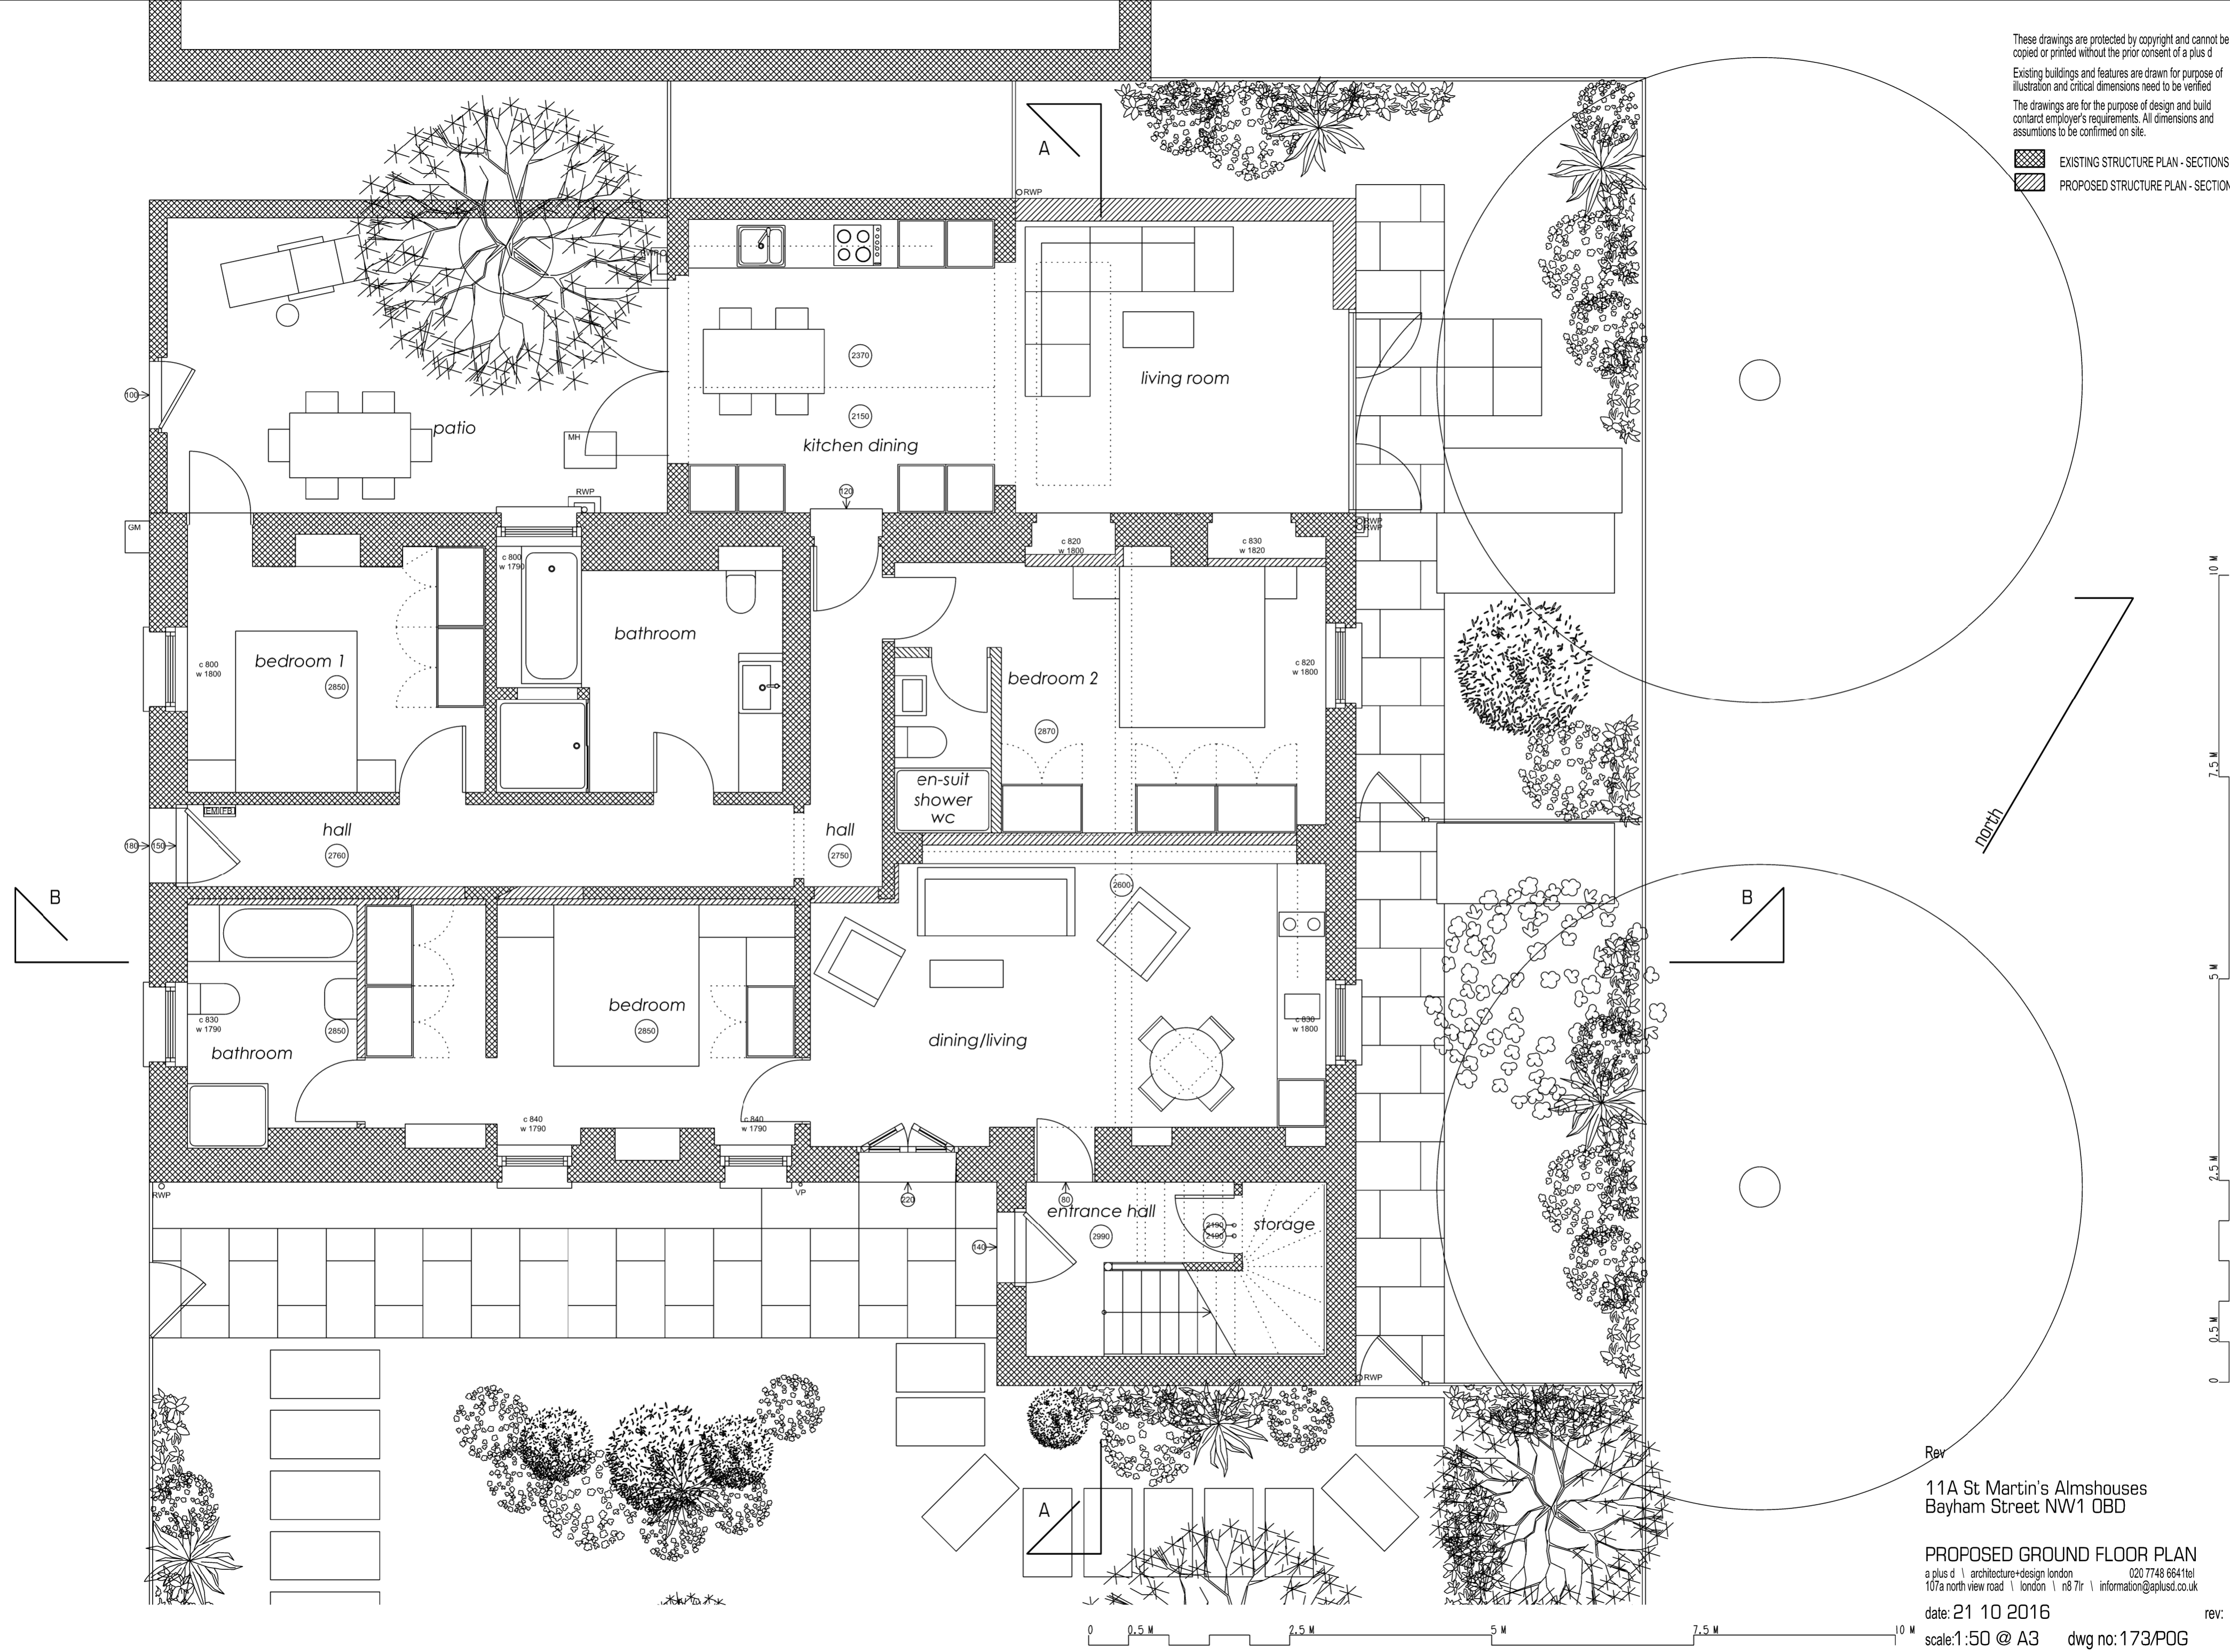 These drawings are protected by copyright and cannot be
copied or printed without the prior consent of a plus d
Existing buildings and features are drawn for purpose of
illustration and critical dimensions need to be verified
The drawings are for the purpose of design and build
contarct employer's requirements. All dimensions and
assumtions to be confirmed on site.
EXISTING STRUCTURE PLAN - SECTIONS
PROPOSED STRUCTURE PLAN - SECTION
A
RWP
100
patio
MH
RWP
GM
2370
2150
kitchen dining
120
living room
RWP
RWP
c 820
w 1800
c 830
w 1820
c 800
w 1790
bathroom
bedroom 1
2850
c 800
w 1800
bedroom 2
2870
c 820
w 1800
en-suit
shower
wc
EM
FB
hall
2760
hall
2750
180
150
B
B
2600
c 830
w 1790
2850
bathroom
bedroom
2850
dining/living
c 830
w 1800
c 840
w 1790
c 840
w 1790
RWP
VP
220
80
entrance hall
2990
2190
2190
storage
140
RWP
A
north
10 M
7.5 M
5 M
2.5 M
0.5 M
0
Rev
11A St Martin's Almshouses
Bayham Street NW1 0BD
PROPOSED GROUND FLOOR PLAN
a plus d \ architecture+design london 020 7748 6641tel
107a north view road \ london \ n8 7lr \ information@aplusd.co.uk
date: 21 10 2016 rev:
scale:1:50 @ A3 dwg no: 173/P0G
0 0.5 M 2.5 M 5 M 7.5 M 10 M